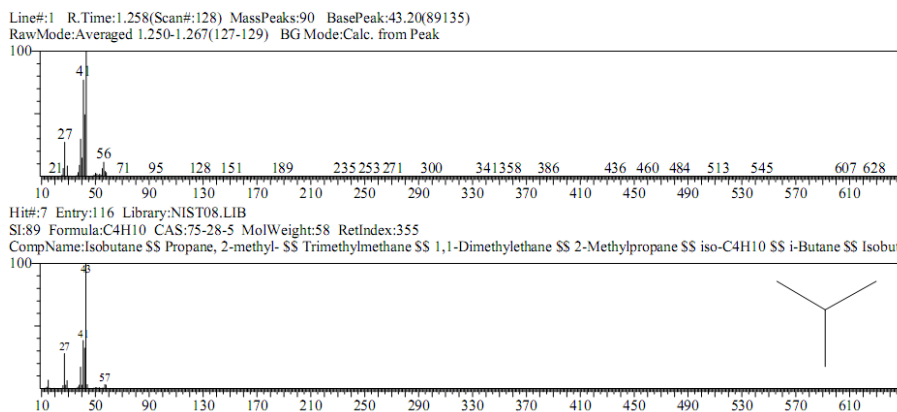 Line#:1 R.Time:1.258(Scan#:128) MassPeaks:90 BasePeak:43.20(89135)
RawMode:Averaged 1.250-1.267(127-129) BG Mode:Calc. from Peak
100
41
27
56
21 71 95 128 151 189 235 253 271 300 341 358 386 436 460 484 513 545 607 628
10 50 90 130 170 210 250 290 330 370 410 450 490 530 570 610
Hit#:7 Entry:116 Library:NIST08.LIB
SI:89 Formula:C4H10 CAS:75-28-5 MolWeight:58 RetIndex:355
CompName:Isobutane $$ Propane, 2-methyl- $$ Trimethylmethane $$ 1,1-Dimethylethane $$ 2-Methylpropane $$ iso-C4H10 $$ i-Butane $$ Isobut
100
43
41
27
57
10 50 90 130 170 210 250 290 330 370 410 450 490 530 570 610